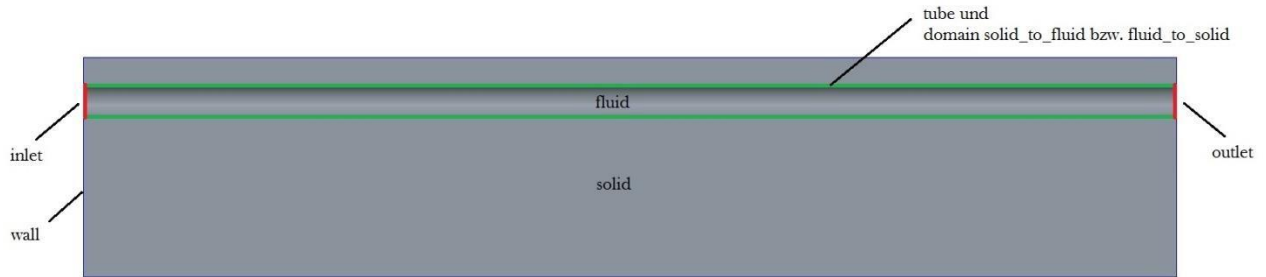 tube und
domain solid_to_fluid bzw. fluid_to_solid
fluid
inlet
outlet
solid
wall